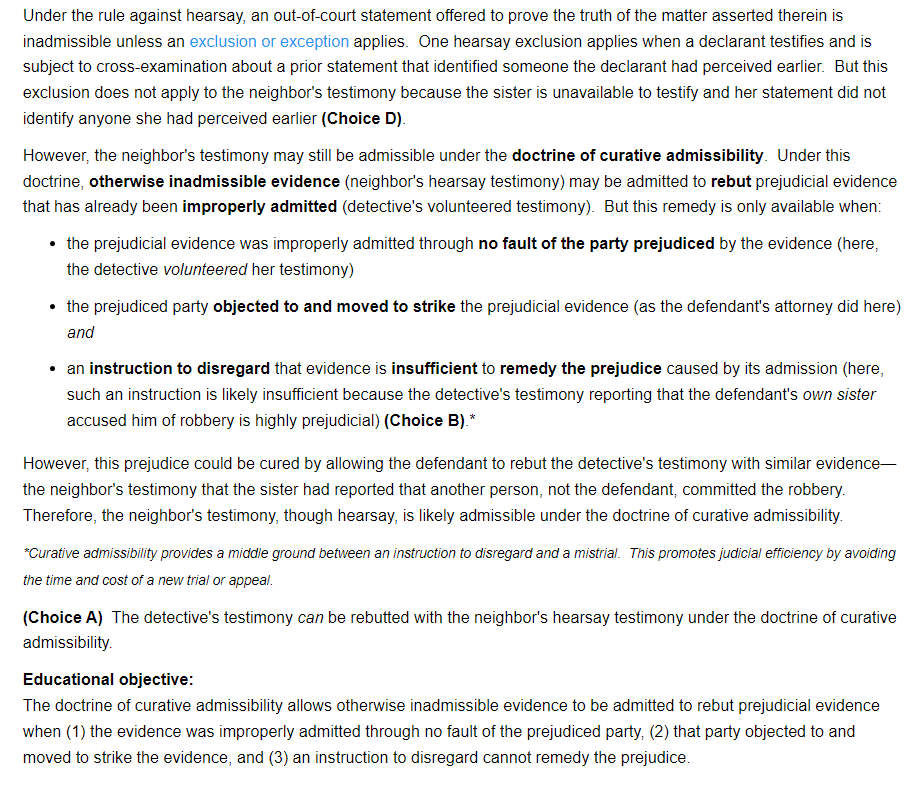 Under the rule against hearsay, an out-of-court statement offered to prove the truth of the matter asserted therein is
inadmissible unless an exclusion or exception applies.  One hearsay exclusion applies when a declarant testifies and is
subject to cross-examination about a prior statement that identified someone the declarant had perceived earlier.  But this
exclusion does not apply to the neighbor's testimony because the sister is unavailable to testify and her statement did not
identify anyone she had perceived earlier (Choice D).
However, the neighbor's testimony may still be admissible under the doctrine of curative admissibility.  Under this
doctrine, otherwise inadmissible evidence (neighbor's hearsay testimony) may be admitted to rebut prejudicial evidence
that has already been improperly admitted (detective's volunteered testimony).  But this remedy is only available when:
• the prejudicial evidence was improperly admitted through no fault of the party prejudiced by the evidence (here,
the detective volunteered her testimony)
• the prejudiced party objected to and moved to strike the prejudicial evidence (as the defendant's attorney did here)
and
• an instruction to disregard that evidence is insufficient to remedy the prejudice caused by its admission (here,
such an instruction is likely insufficient because the detective's testimony reporting that the defendant's own sister
accused him of robbery is highly prejudicial) (Choice B).*
However, this prejudice could be cured by allowing the defendant to rebut the detective's testimony with similar evidence—
the neighbor's testimony that the sister had reported that another person, not the defendant, committed the robbery.
Therefore, the neighbor's testimony, though hearsay, is likely admissible under the doctrine of curative admissibility.
*Curative admissibility provides a middle ground between an instruction to disregard and a mistrial.  This promotes judicial efficiency by avoiding
the time and cost of a new trial or appeal.
(Choice A)  The detective's testimony can be rebutted with the neighbor's hearsay testimony under the doctrine of curative
admissibility.
Educational objective:
The doctrine of curative admissibility allows otherwise inadmissible evidence to be admitted to rebut prejudicial evidence
when (1) the evidence was improperly admitted through no fault of the prejudiced party, (2) that party objected to and
moved to strike the evidence, and (3) an instruction to disregard cannot remedy the prejudice.